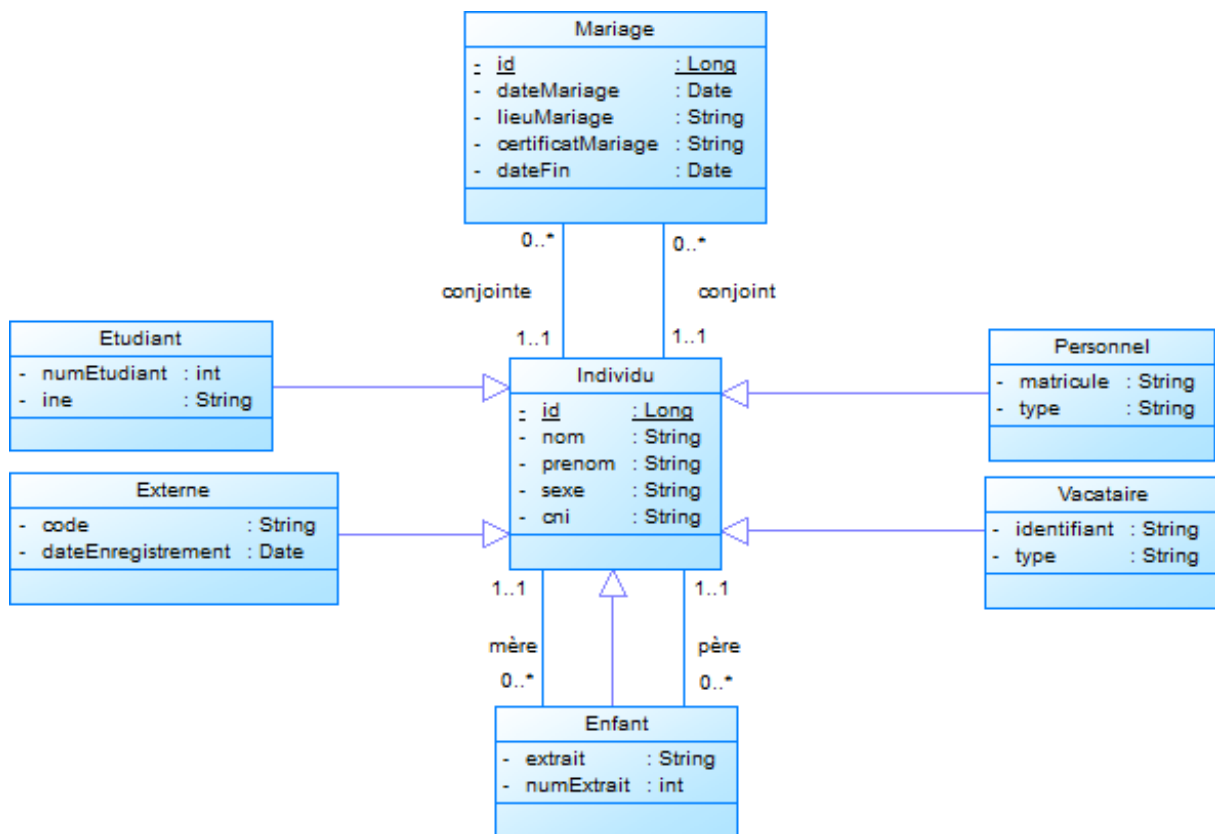 Mariage
- id : Long
- dateMariage : Date
- lieuMariage : String
- certificatMariage : String
- dateFin : Date
0..* 0..*
conjointe conjoint
1..1 1..1
Etudiant
- numEtudiant : int
- ine : String
Individu
- id : Long
- nom : String
- prenom : String
- sexe : String
- cni : String
Personnel
- matricule : String
- type : String
Externe
- code : String
- dateEnregistrement : Date
Vacataire
- identifiant : String
- type : String
1..1 1..1
mère père
0..* 0..*
Enfant
- extrait : String
- numExtrait : int